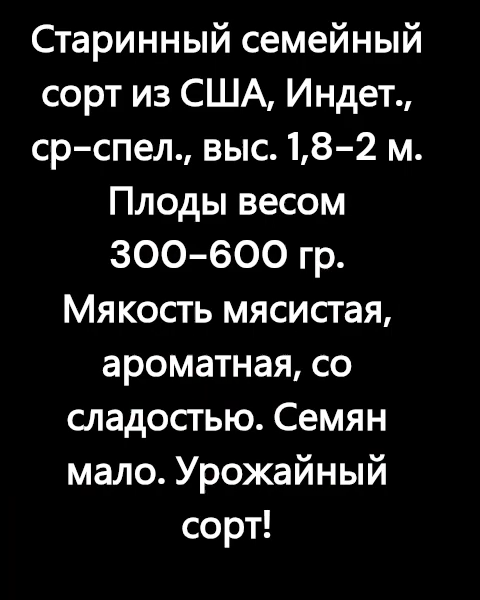 Старинный семейный
сорт из США, Индет.,
ср-спел., выс. 1,8-2 м.
Плоды весом
300-600 гр.
Мякость мясистая,
ароматная, со
сладостью. Семян
мало. Урожайный
сорт!